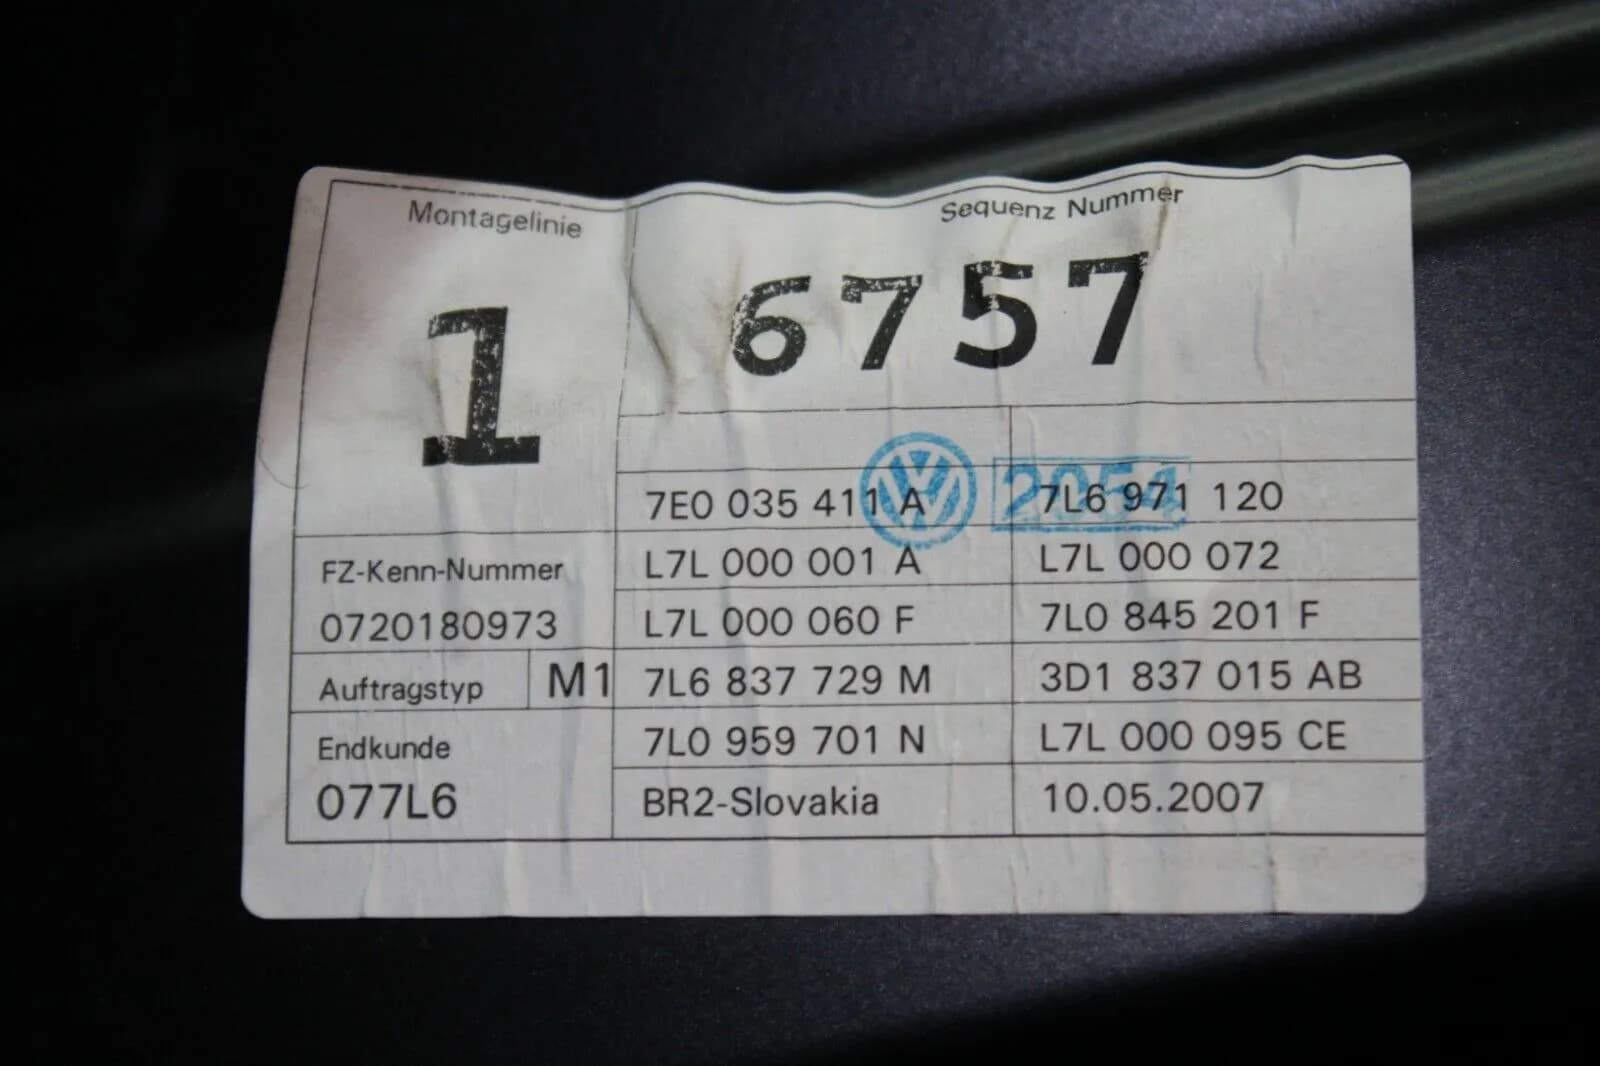 Montagelinie
Sequenz Nummer
1
6757
7E0 035 411 A
7L6 971 120
2054
FZ-Kenn-Nummer
L7L 000 001 A
L7L 000 072
0720180973
L7L 000 060 F
7L0 845 201 F
Auftragstyp
M1
7L6 837 729 M
3D1 837 015 AB
Endkunde
7L0 959 701 N
L7L 000 095 CE
077L6
BR2-Slovakia
10.05.2007